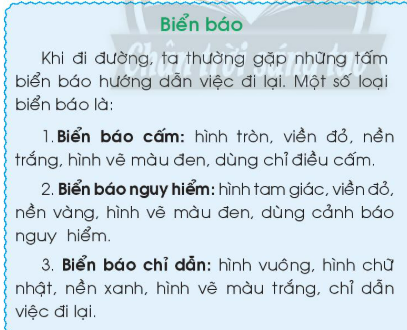 Biển báo
Khi đi đường, ta thường gặp những tấm
biển báo hướng dẫn việc đi lại. Một số loại
biển báo là:
1. Biển báo cấm: hình tròn, viền đỏ, nền
trắng, hình vẽ màu đen, dùng chỉ điều cấm.
2. Biển báo nguy hiểm: hình tam giác, viền đỏ,
nền vàng, hình vẽ màu đen, dùng cảnh báo
nguy hiểm.
3. Biển báo chỉ dẫn: hình vuông, hình chữ
nhật, nền xanh, hình vẽ màu trắng, chỉ dẫn
việc đi lại.
Chân trời sáng tạo